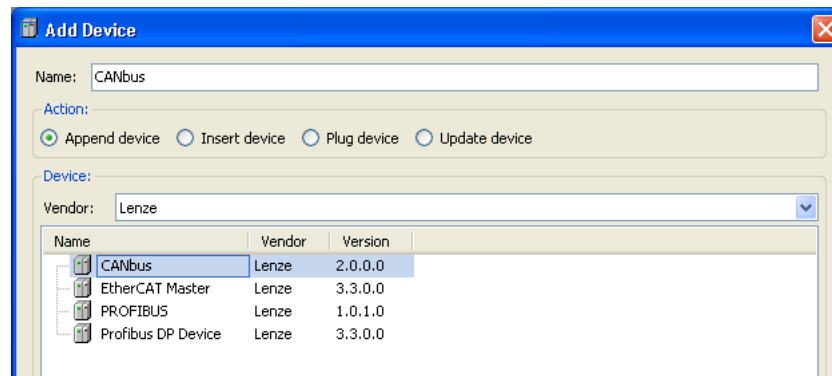 Add Device
Name: CANbus
Action:
Append device Insert device Plug device Update device
Device:
Vendor: Lenze
Name Vendor Version
CANbus Lenze 2.0.0.0
EtherCAT Master Lenze 3.3.0.0
PROFIBUS Lenze 1.0.1.0
Profibus DP Device Lenze 3.3.0.0